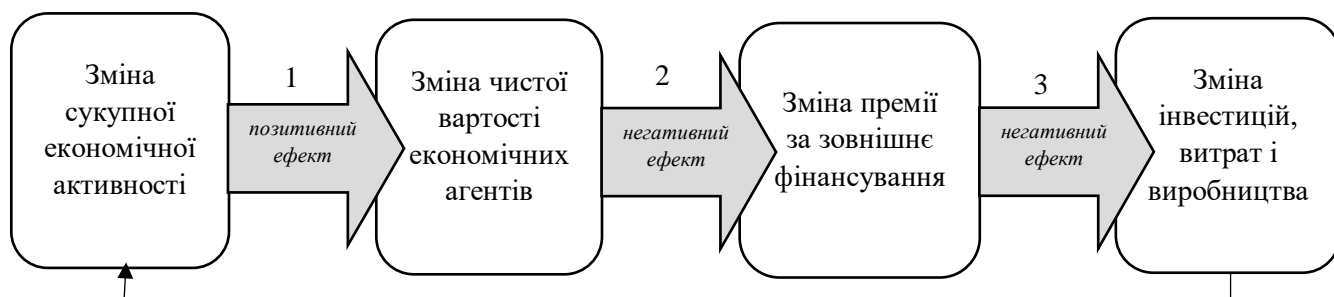 Зміна
сукупної
економічної
активності
1
позитивний
ефект
Зміна чистої
вартості
економічних
агентів
2
негативний
ефект
Зміна премії
за зовнішнє
фінансування
3
негативний
ефект
Зміна
інвестицій,
витрат і
виробництва